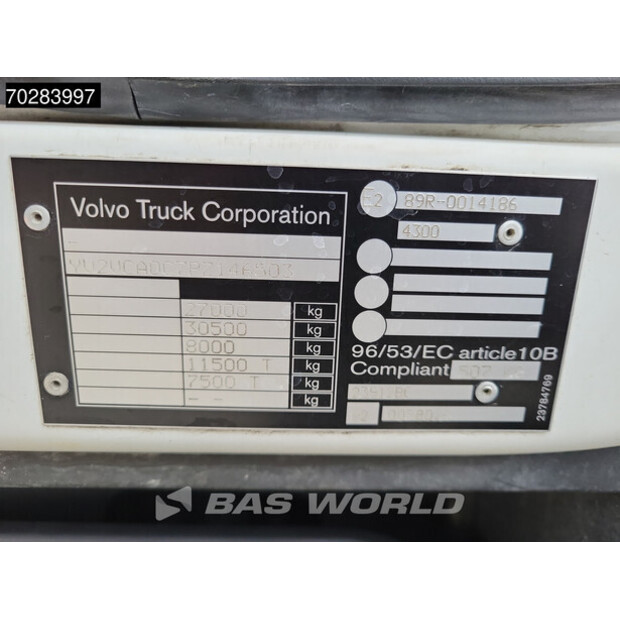 70283997
Volvo Truck Corporation
-
27000 kg
30500 kg
8000 kg
11500 T kg
7500 T kg
- - kg
E2 89R-0014186
4300
96/53/EC article10B
Compliant
23784769
BAS WORLD